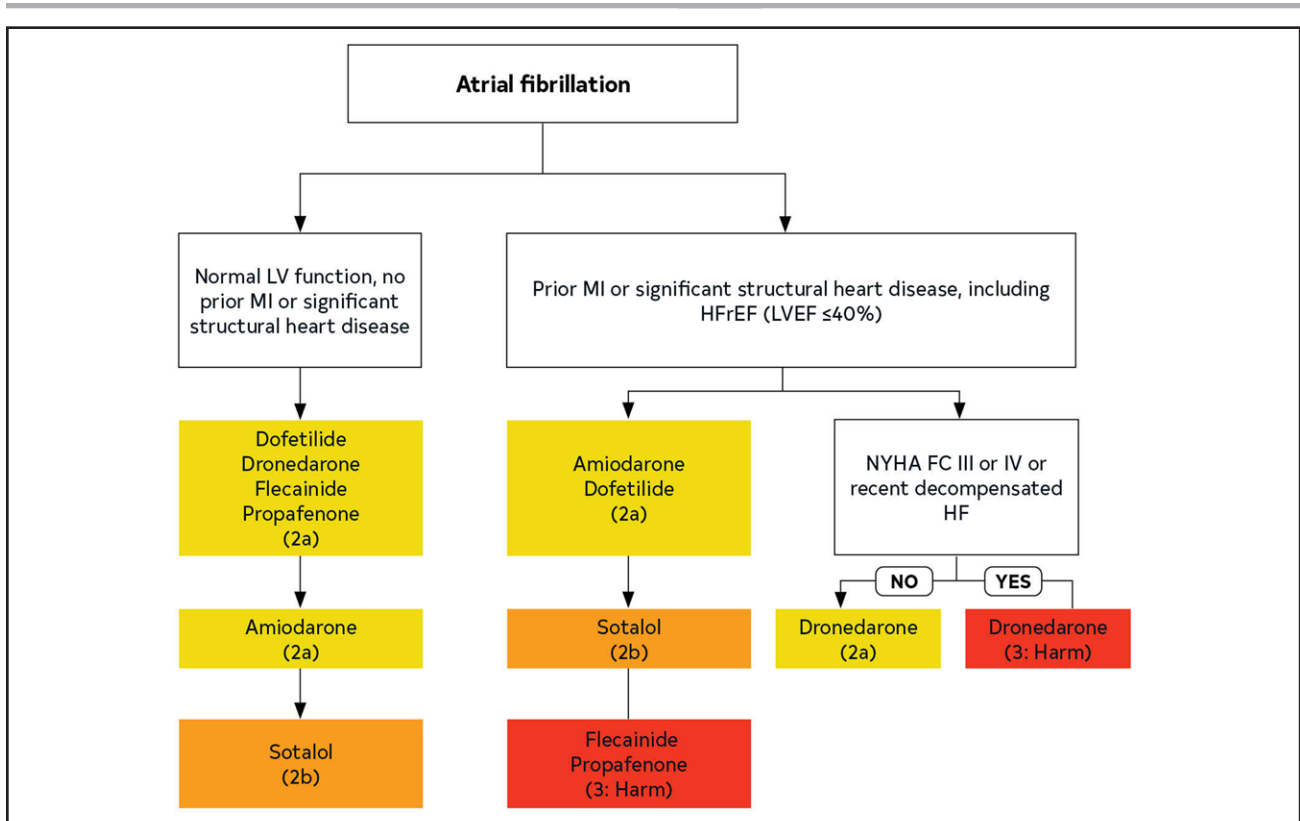 Atrial fibrillation
Normal LV function, no
prior MI or significant
structural heart disease
Prior MI or significant structural heart disease, including
HFrEF (LVEF ≤40%)
Dofetilide
Dronedarone
Flecainide
Propafenone
(2a)
Amiodarone
Dofetilide
(2a)
NYHA FC III or IV or
recent decompensated
HF
NO
YES
Amiodarone
(2a)
Sotalol
(2b)
Dronedarone
(2a)
Dronedarone
(3: Harm)
Sotalol
(2b)
Flecainide
Propafenone
(3: Harm)